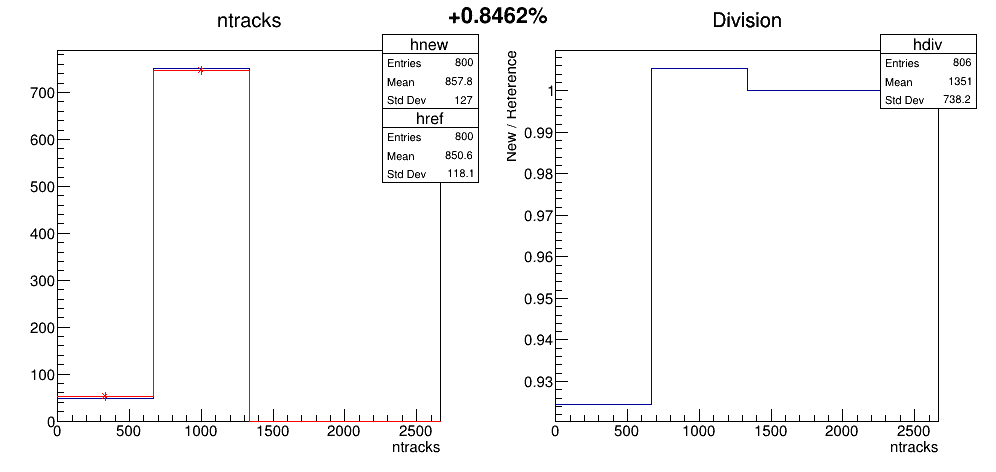 +0.8462%
ntracks
hnew
Entries 800
Mean 857.8
Std Dev 127
href
Entries 800
Mean 850.6
Std Dev 118.1
700
600
500
400
300
200
100
0
0 500 1000 1500 2000 2500
ntracks
Division
hdiv
Entries 806
Mean 1351
Std Dev 738.2
New / Reference
1
0.99
0.98
0.97
0.96
0.95
0.94
0.93
0 500 1000 1500 2000 2500
ntracks